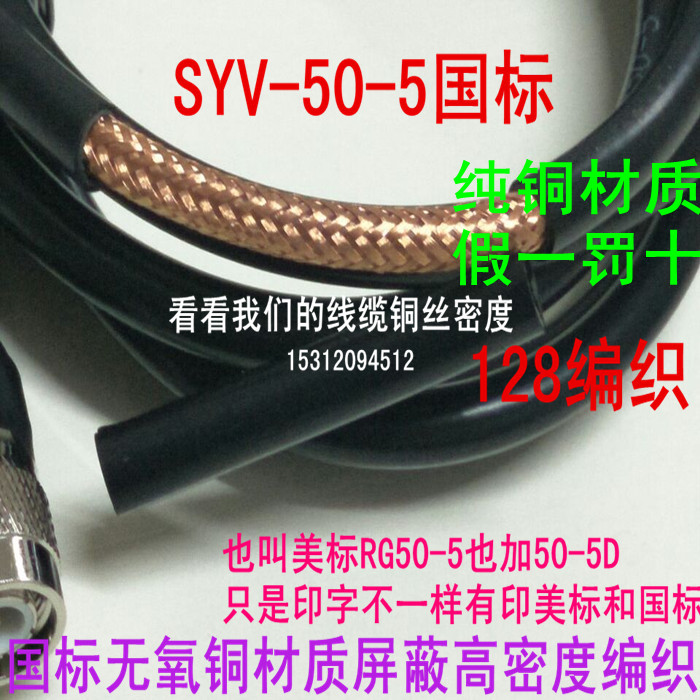 SYV-50-5国标
纯铜材质
假一罚十
看看我们的线缆铜丝密度
15312094512
128编织
也叫美标RG50-5也加50-5D
只是印字不一样有印美标和国标
国标无氧铜材质屏蔽高密度编织